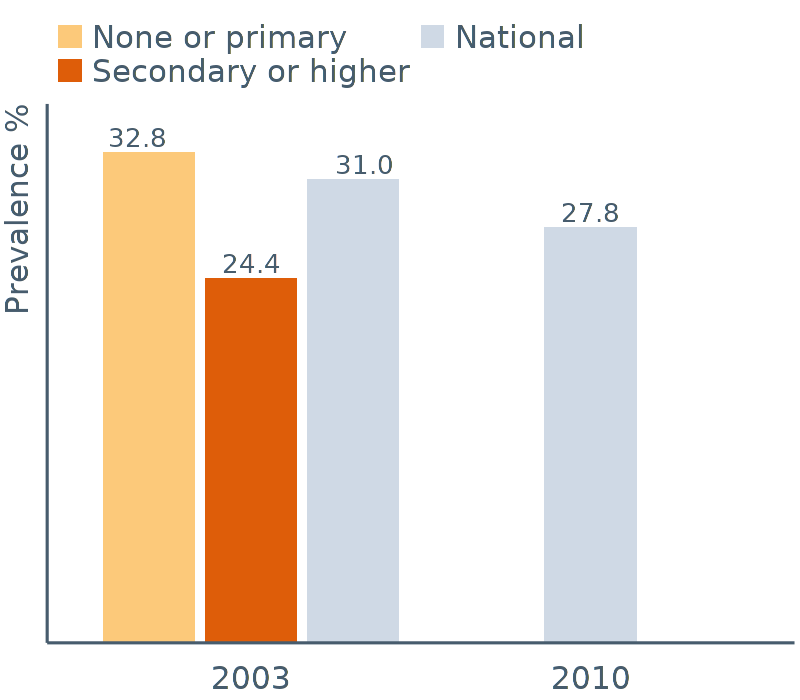 None or primary
National
Secondary or higher
Prevalence %
32.8
24.4
31.0
27.8
2003
2010